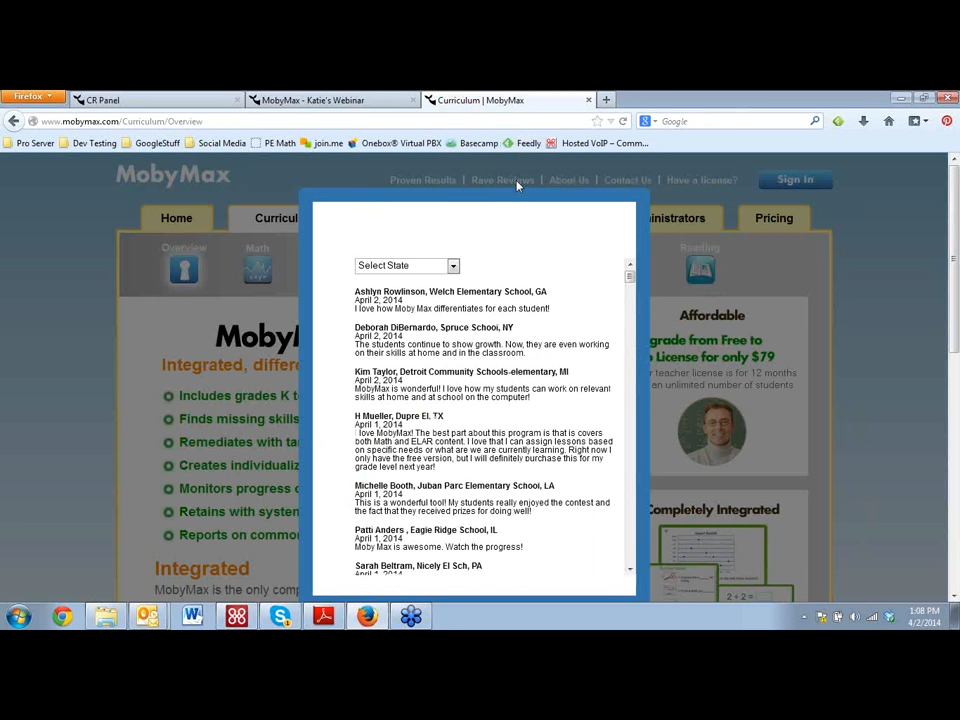 Firefox
CR Panel
MobyMax - Katie's Webinar
Curriculum | MobyMax
www.mobymax.com/Curriculum/Overview
Google
Pro Server
Dev Testing
GoogleStuff
Social Media
PE Math
join.me
Onebox® Virtual PBX
Basecamp
Feedly
Hosted VoIP – Comm...
MobyMax
Proven Results | Rave Reviews | About Us | Contact Us | Have a license?
Sign In
Home
Curricul
ministrators
Pricing
Overview
Math
Reading
Select State
Ashlyn Rowlinson, Welch Elementary School, GA
April 2, 2014
I love how Moby Max differentiates for each student!
Deborah DiBernardo, Spruce School, NY
April 2, 2014
The students continue to show growth. Now, they are even working
on their skills at home and in the classroom.
Kim Taylor, Detroit Community Schools-elementary, MI
April 2, 2014
MobyMax is wonderful! I love how my students can work on relevant
skills at home and at school on the computer!
H Mueller, Dupre El, TX
April 1, 2014
I love MobyMax! The best part about this program is that is covers
both Math and ELAR content. I love that I can assign lessons based
on specific needs or what are we are currently learning. Right now I
only have the free version, but I will definitely purchase this for my
grade level next year!
Michelle Booth, Juban Parc Elementary School, LA
April 1, 2014
This is a wonderful tool! My students really enjoyed the contest and
the fact that they received prizes for doing well!
Patti Anders , Eagle Ridge School, IL
April 1, 2014
Moby Max is awesome. Watch the progress!
Sarah Beltram, Nicely El Sch, PA
April 1, 2014
MobyMa
Integrated, differe
Includes grades K t
Finds missing skills
Remediates with ta
Creates individualiz
Monitors progress o
Retains with system
Reports on commo
Integrated
MobyMax is the only comp
Affordable
grade from Free to
License for only $79
teacher license is for 12 months
an unlimited number of students
Completely Integrated
2 + 2 =
1:08 PM
4/2/2014